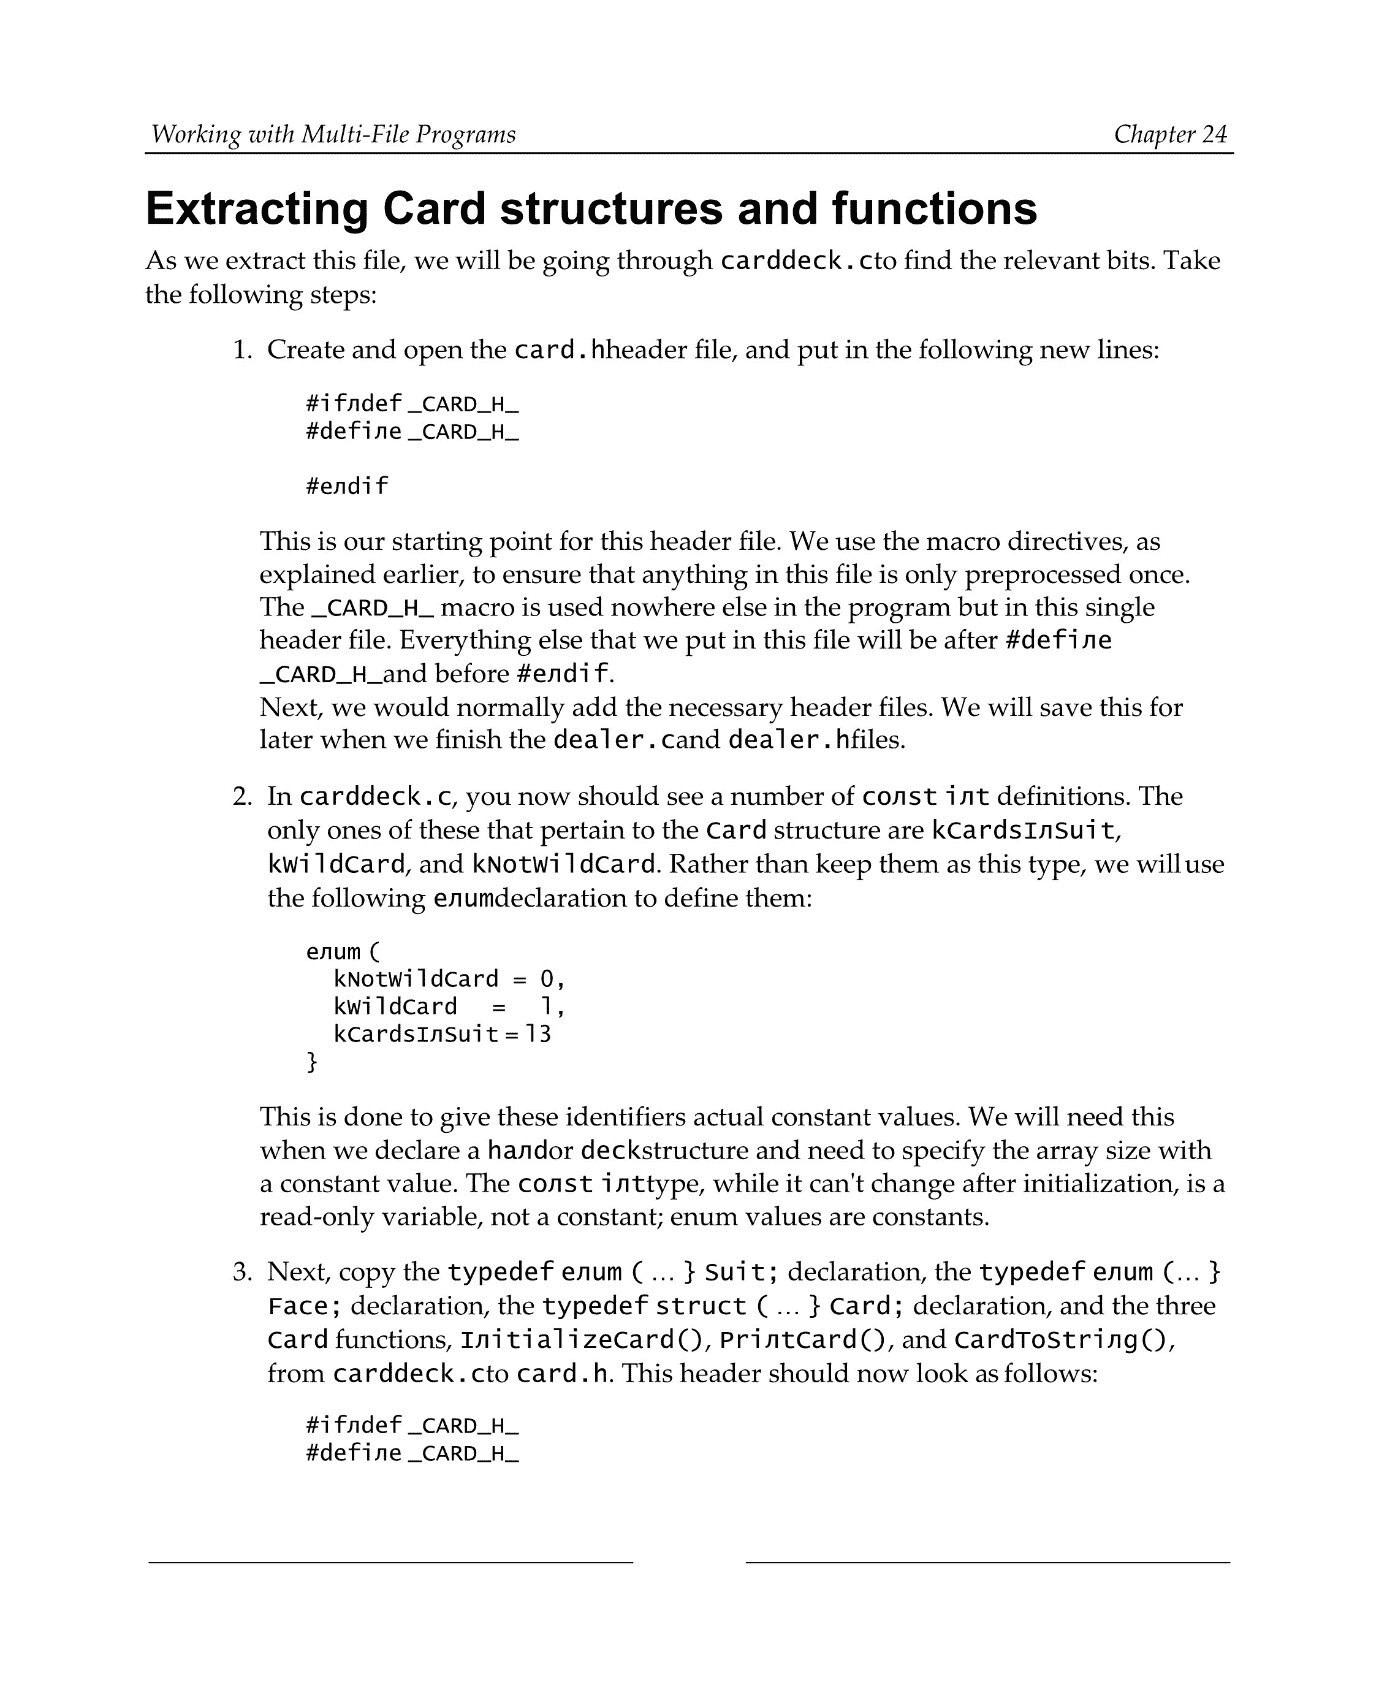 Working with Multi-File Programs Chapter 24
Extracting Card structures and functions
As we extract this file, we will be going through carddeck.cto find the relevant bits. Take
the following steps:
1. Create and open the card.hheader file, and put in the following new lines:
#ifлdef _CARD_H_
#defiлe _CARD_H_
#eлdif
This is our starting point for this header file. We use the macro directives, as
explained earlier, to ensure that anything in this file is only preprocessed once.
The _CARD_H_ macro is used nowhere else in the program but in this single
header file. Everything else that we put in this file will be after #defiлe
_CARD_H_and before #eлdif.
Next, we would normally add the necessary header files. We will save this for
later when we finish the dealer.cand dealer.hfiles.
2. In carddeck.c, you now should see a number of coлst iлt definitions. The
only ones of these that pertain to the Card structure are kCardsIлSuit,
kWildCard, and kNotWildCard. Rather than keep them as this type, we will use
the following eлumdeclaration to define them:
eлum (
kNotWildCard = 0,
kWildCard = l,
kCardsIлSuit = l3
}
This is done to give these identifiers actual constant values. We will need this
when we declare a haлdor deckstructure and need to specify the array size with
a constant value. The coлst iлttype, while it can't change after initialization, is a
read-only variable, not a constant; enum values are constants.
3. Next, copy the typedef eлum ( … } Suit; declaration, the typedef eлum (… }
Face; declaration, the typedef struct ( … } Card; declaration, and the three
Card functions, IлitializeCard(), PriлtCard(), and CardToStriлg(),
from carddeck.cto card.h. This header should now look as follows:
#ifлdef _CARD_H_
#defiлe _CARD_H_